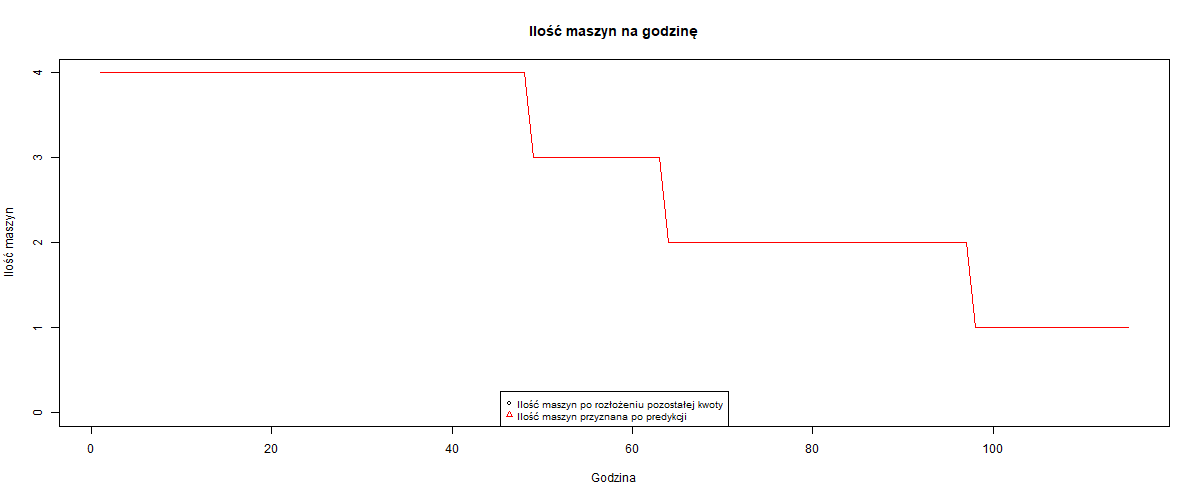 Ilość maszyn na godzinę
Ilość maszyn
4
3
2
1
0
Ilość maszyn po rozłożeniu pozostałej kwoty
Ilość maszyn przyznana po predykcji
0 20 40 60 80 100
Godzina